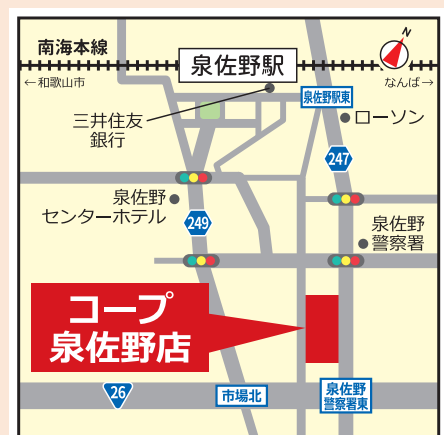 南海本線
泉佐野駅
N
←和歌山市
なんば→
泉佐野駅東
三井住友
銀行
ローソン
247
泉佐野
センターホテル
249
泉佐野
警察署
コープ
泉佐野店
26
市場北
泉佐野
警察署東